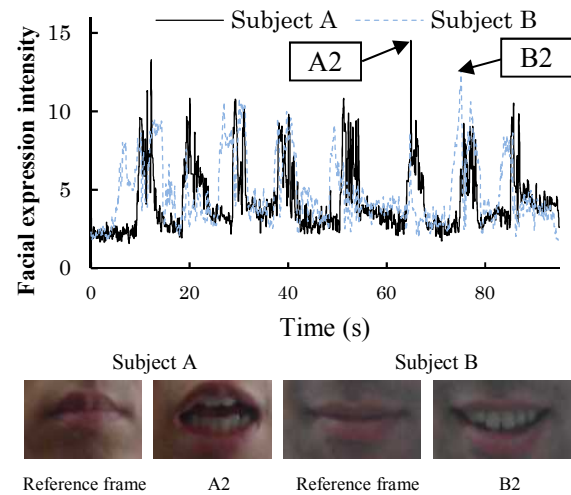 Subject A Subject B
15
A2 B2
10
5
0
0 20 40 60 80
Facial expression intensity
Time (s)
Subject A Subject B
Reference frame A2 Reference frame B2